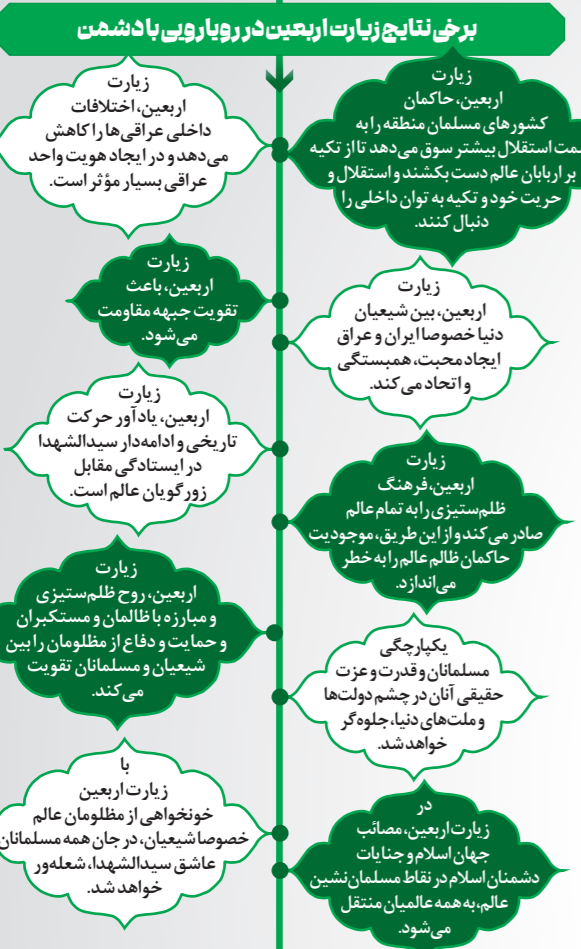 برخی نتایج زیارت اربعین در رویارویی با دشمن
زیارت
اربعین، حاکمان
کشورهای مسلمان منطقه را به
سمت استقلال بیشتر سوق می‌دهد تا از تکیه
بر اربابان عالم دست بکشند و استقلال و
حریت خود و تکیه به توان داخلی را
دنبال کنند.
زیارت
اربعین، اختلافات
داخلی عراقی‌ها را کاهش
می‌دهد و در ایجاد هویت واحد
عراقی بسیار مؤثر است.
زیارت
اربعین، بین شیعیان
دنیا خصوصا ایران و عراق
ایجاد محبت، همبستگی
و اتحاد می‌کند.
زیارت
اربعین، باعث
تقویت جبهه مقاومت
می‌شود.
زیارت
اربعین، فرهنگ
ظلم‌ستیزی را به تمام عالم
صادر می‌کند و از این طریق، موجودیت
حاکمان ظالم عالم را به خطر
می‌اندازد.
زیارت
اربعین، یادآور حرکت
تاریخی و ادامه‌دار سیدالشهدا
در ایستادگی مقابل
زورگویان عالم است.
یکپارچگی
مسلمانان و قدرت و عزت
حقیقی آنان در چشم دولت‌ها
و ملت‌های دنیا، جلوه‌گر
خواهد شد.
زیارت
اربعین، روح ظلم‌ستیزی
و مبارزه با ظالمان و مستکبران
و حمایت و دفاع از مظلومان را بین
شیعیان و مسلمانان تقویت
می‌کند.
در
زیارت اربعین، مصائب
جهان اسلام و جنایات
دشمنان اسلام در نقاط مسلمان‌نشین
عالم، به همه عالمیان منتقل
می‌شود.
با
زیارت اربعین
خونخواهی از مظلومان عالم
خصوصا شیعیان، در جان همه مسلمانان
عاشق سیدالشهدا، شعله‌ور
خواهد شد.